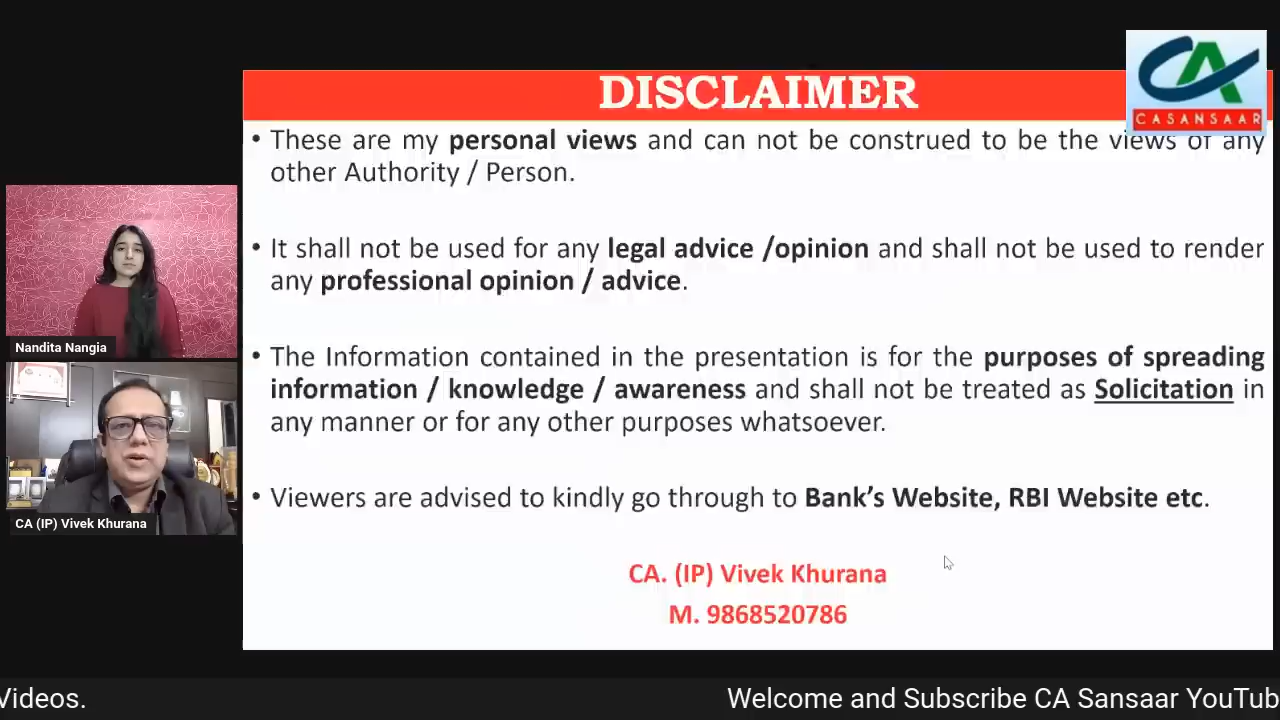 DISCLAIMER
CA
CASANSAAR
• These are my personal views and can not be construed to be the views of any
other Authority / Person.
• It shall not be used for any legal advice /opinion and shall not be used to render
any professional opinion / advice.
• The Information contained in the presentation is for the purposes of spreading
information / knowledge / awareness and shall not be treated as Solicitation in
any manner or for any other purposes whatsoever.
• Viewers are advised to kindly go through to Bank’s Website, RBI Website etc.
CA. (IP) Vivek Khurana
M. 9868520786
Nandita Nangia
CA (IP) Vivek Khurana
Videos.
Welcome and Subscribe CA Sansaar YouTub